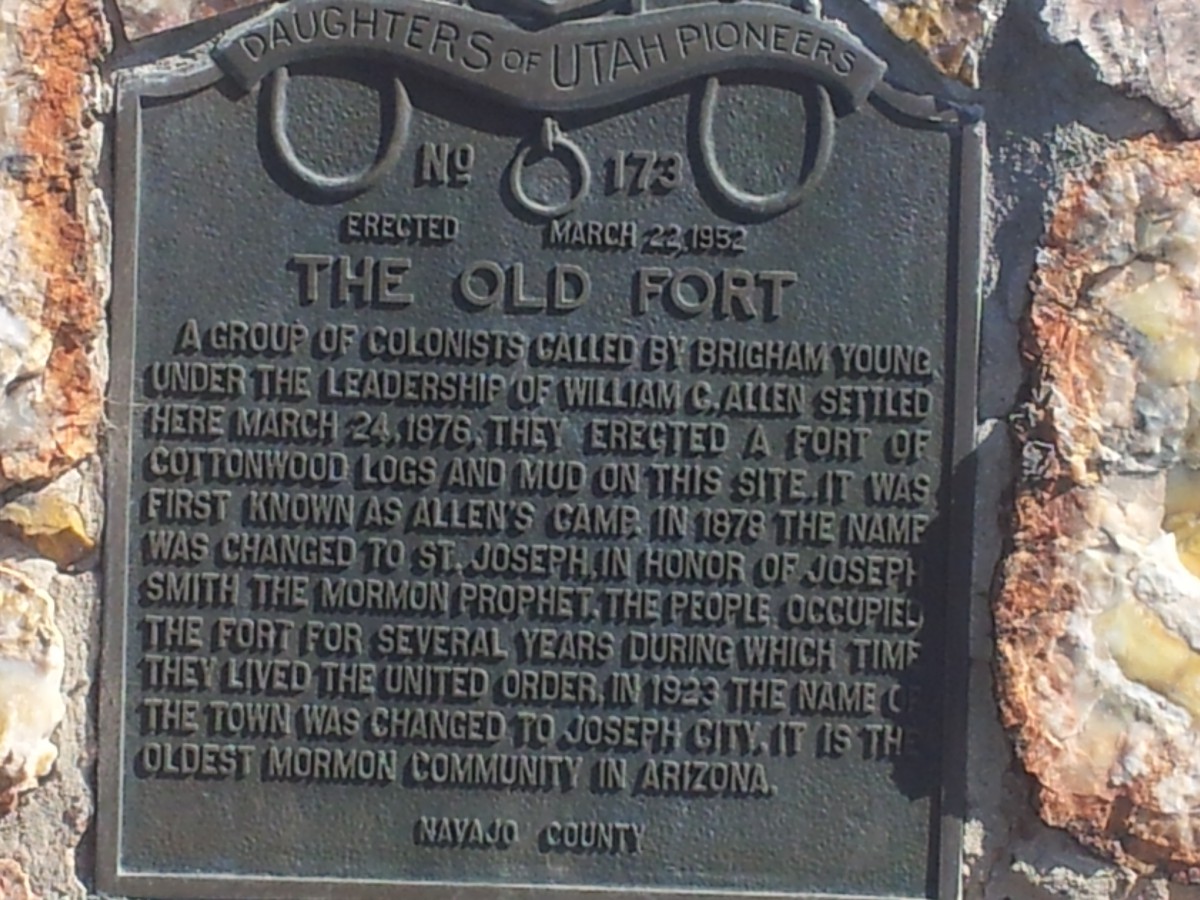 DAUGHTERS OF UTAH PIONEERS
Nº 173
ERECTED MARCH 22, 1952
THE OLD FORT
A GROUP OF COLONISTS CALLED BY BRIGHAM YOUNG
UNDER THE LEADERSHIP OF WILLIAM C. ALLEN SETTLED
HERE MARCH 24, 1876. THEY ERECTED A FORT OF
COTTONWOOD LOGS AND MUD ON THIS SITE. IT WAS
FIRST KNOWN AS ALLEN'S CAMP. IN 1878 THE NAME
WAS CHANGED TO ST. JOSEPH, IN HONOR OF JOSEPH
SMITH THE MORMON PROPHET. THE PEOPLE OCCUPIED
THE FORT FOR SEVERAL YEARS DURING WHICH TIME
THEY LIVED THE UNITED ORDER, IN 1923 THE NAME OF
THE TOWN WAS CHANGED TO JOSEPH CITY. IT IS THE
OLDEST MORMON COMMUNITY IN ARIZONA.
NAVAJO COUNTY